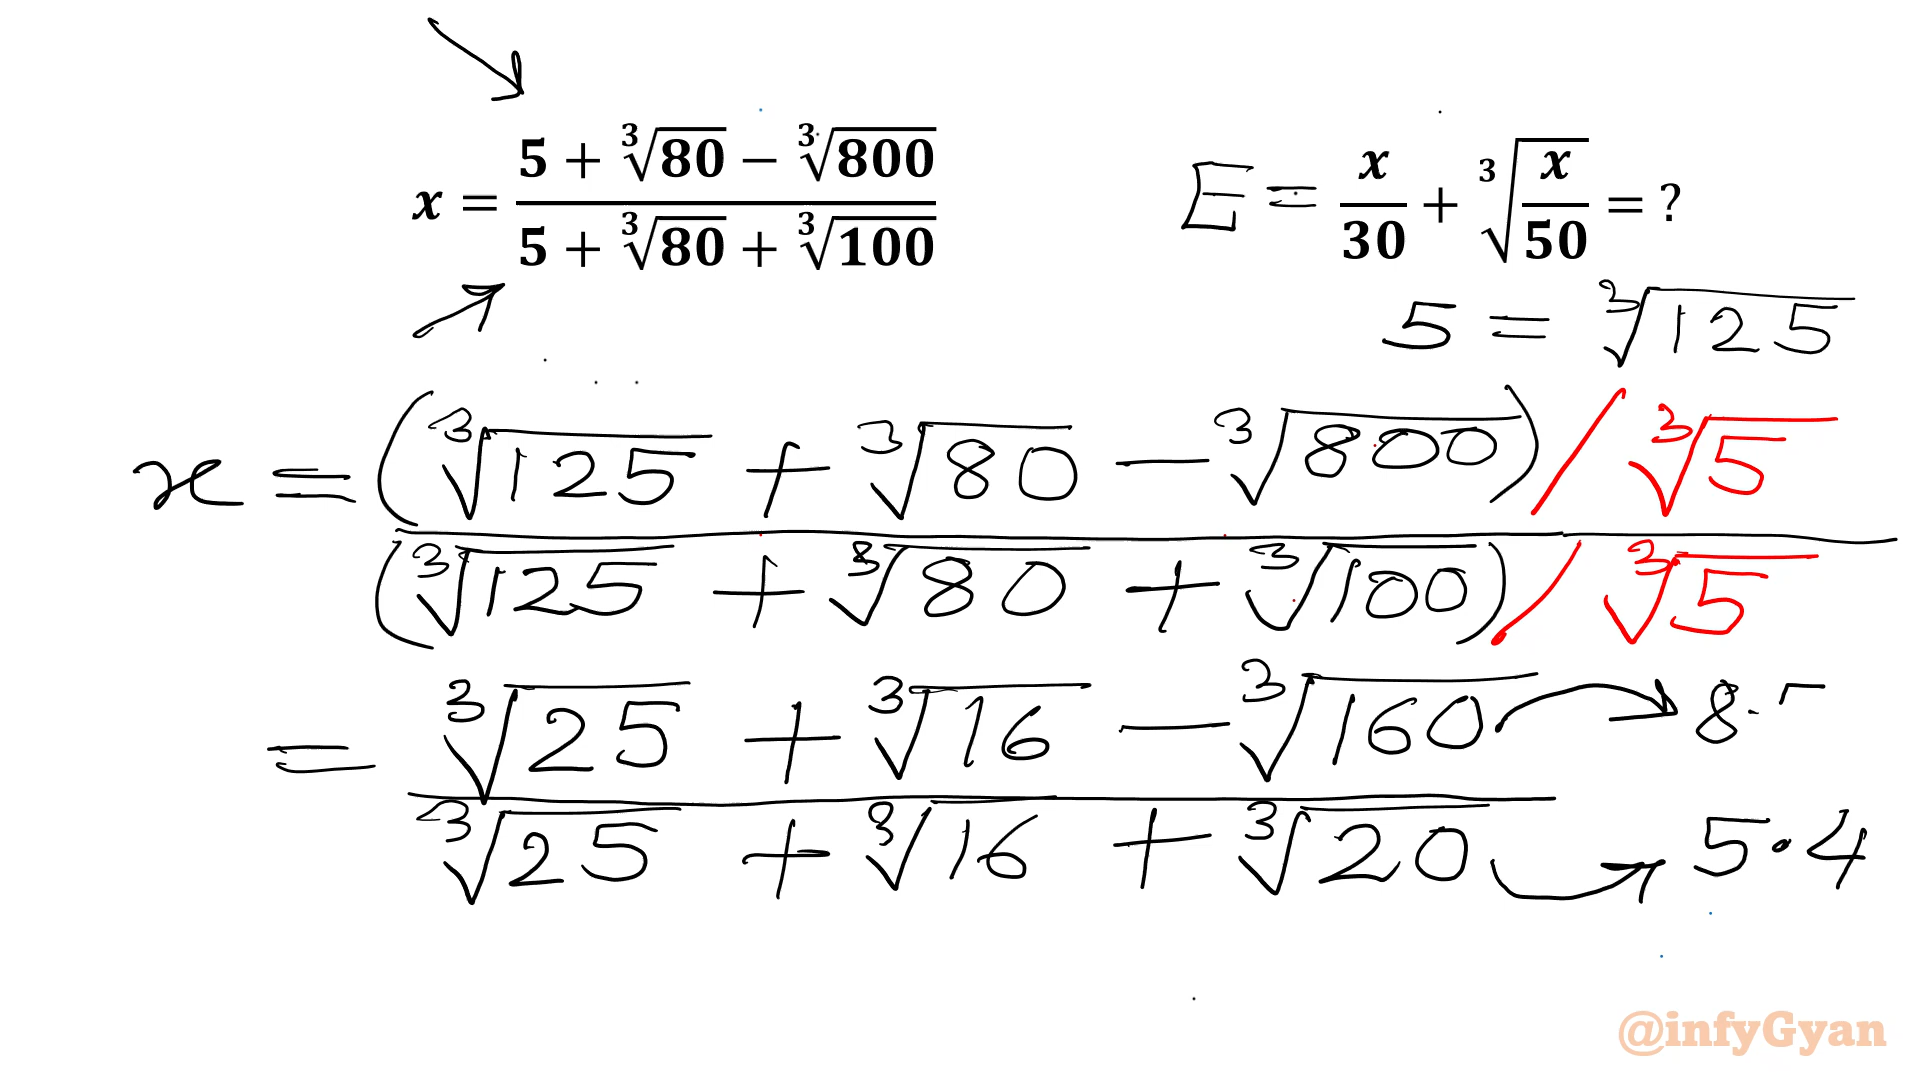 x = (5 + ∛80 − ∛800) / (5 + ∛80 + ∛100)
E = x/30 + ∛(x/50) = ?
5 = ∛125
x = ((∛125 + ∛80 − ∛800) / ∛5) / ((∛125 + ∛80 + ∛100) / ∛5)
= (∛25 + ∛16 − ∛160) / (∛25 + ∛16 + ∛20)
8·
5·4
@infyGyan